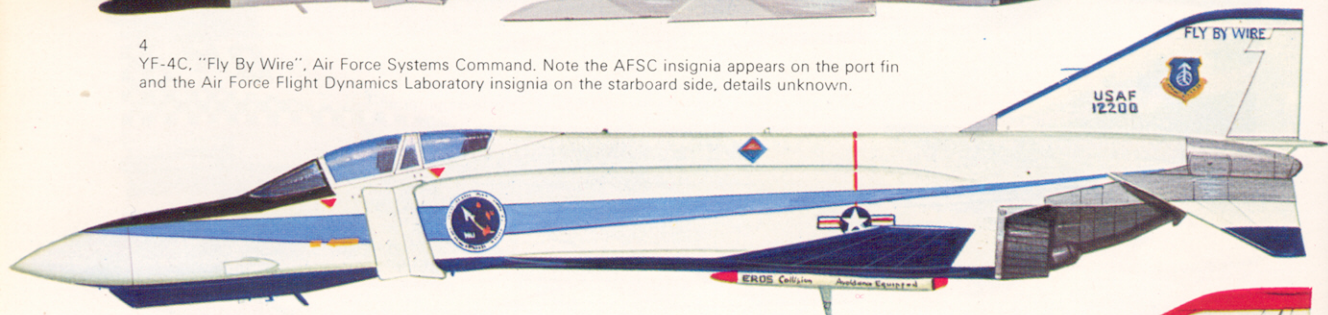 4
YF-4C, "Fly By Wire", Air Force Systems Command. Note the AFSC insignia appears on the port fin
and the Air Force Flight Dynamics Laboratory insignia on the starboard side, details unknown.
FLY BY WIRE
USAF
12200
EROS Collision Avoidance Equipped